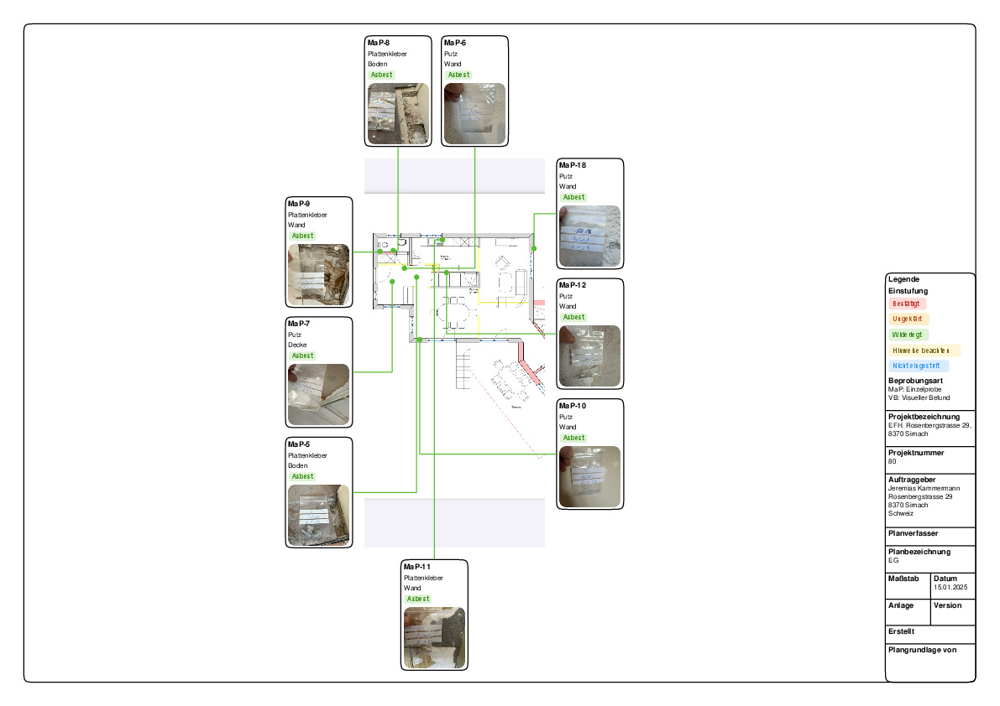 MaP-8
Plattenkleber
Boden
Asbest
MaP-6
Putz
Wand
Asbest
MaP-18
Putz
Wand
Asbest
MaP-9
Plattenkleber
Wand
Asbest
MaP-12
Putz
Wand
Asbest
MaP-7
Putz
Decke
Asbest
MaP-10
Putz
Wand
Asbest
MaP-5
Plattenkleber
Boden
Asbest
MaP-11
Plattenkleber
Wand
Asbest
Legende
Einstufung
Bestätigt
Ungeklärt
Widerlegt
Hinweise beachten
Nicht eingestuft
Beprobungsart
MaP: Einzelprobe
VB: Visueller Befund
Projektbezeichnung
EFH. Rosenbergstrasse 29,
8370 Sirnach
Projektnummer
80
Auftraggeber
Jeremias Kammermann
Rosenbergstrasse 29
8370 Sirnach
Schweiz
Planverfasser
Planbezeichnung
EG
Maßstab
Datum
15.01.2025
Anlage
Version
Erstellt
Plangrundlage von